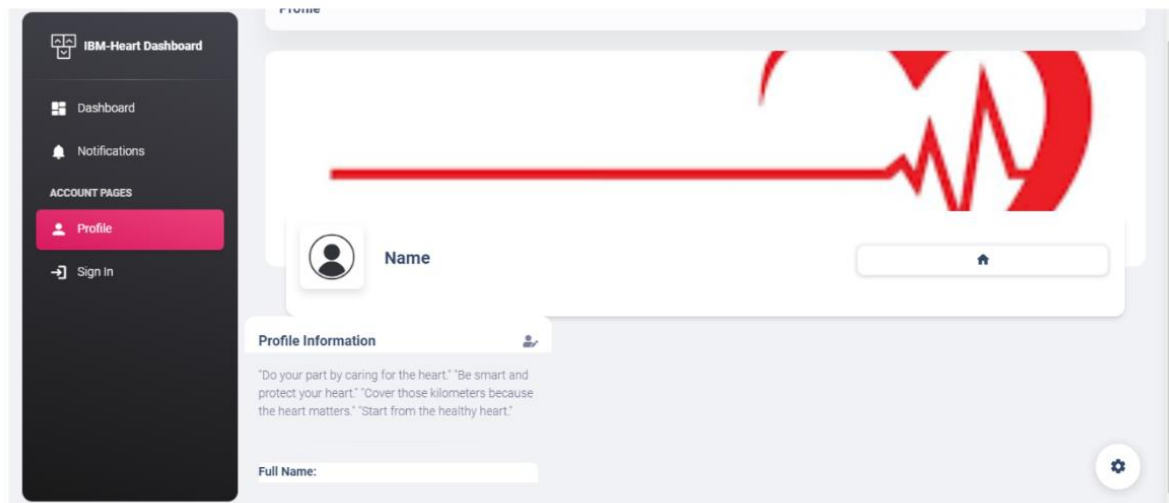 Profile
IBM-Heart Dashboard
Dashboard
Notifications
ACCOUNT PAGES
Profile
Sign In
Name
Profile Information
"Do your part by caring for the heart." "Be smart and
protect your heart." "Cover those kilometers because
the heart matters." "Start from the healthy heart."
Full Name: